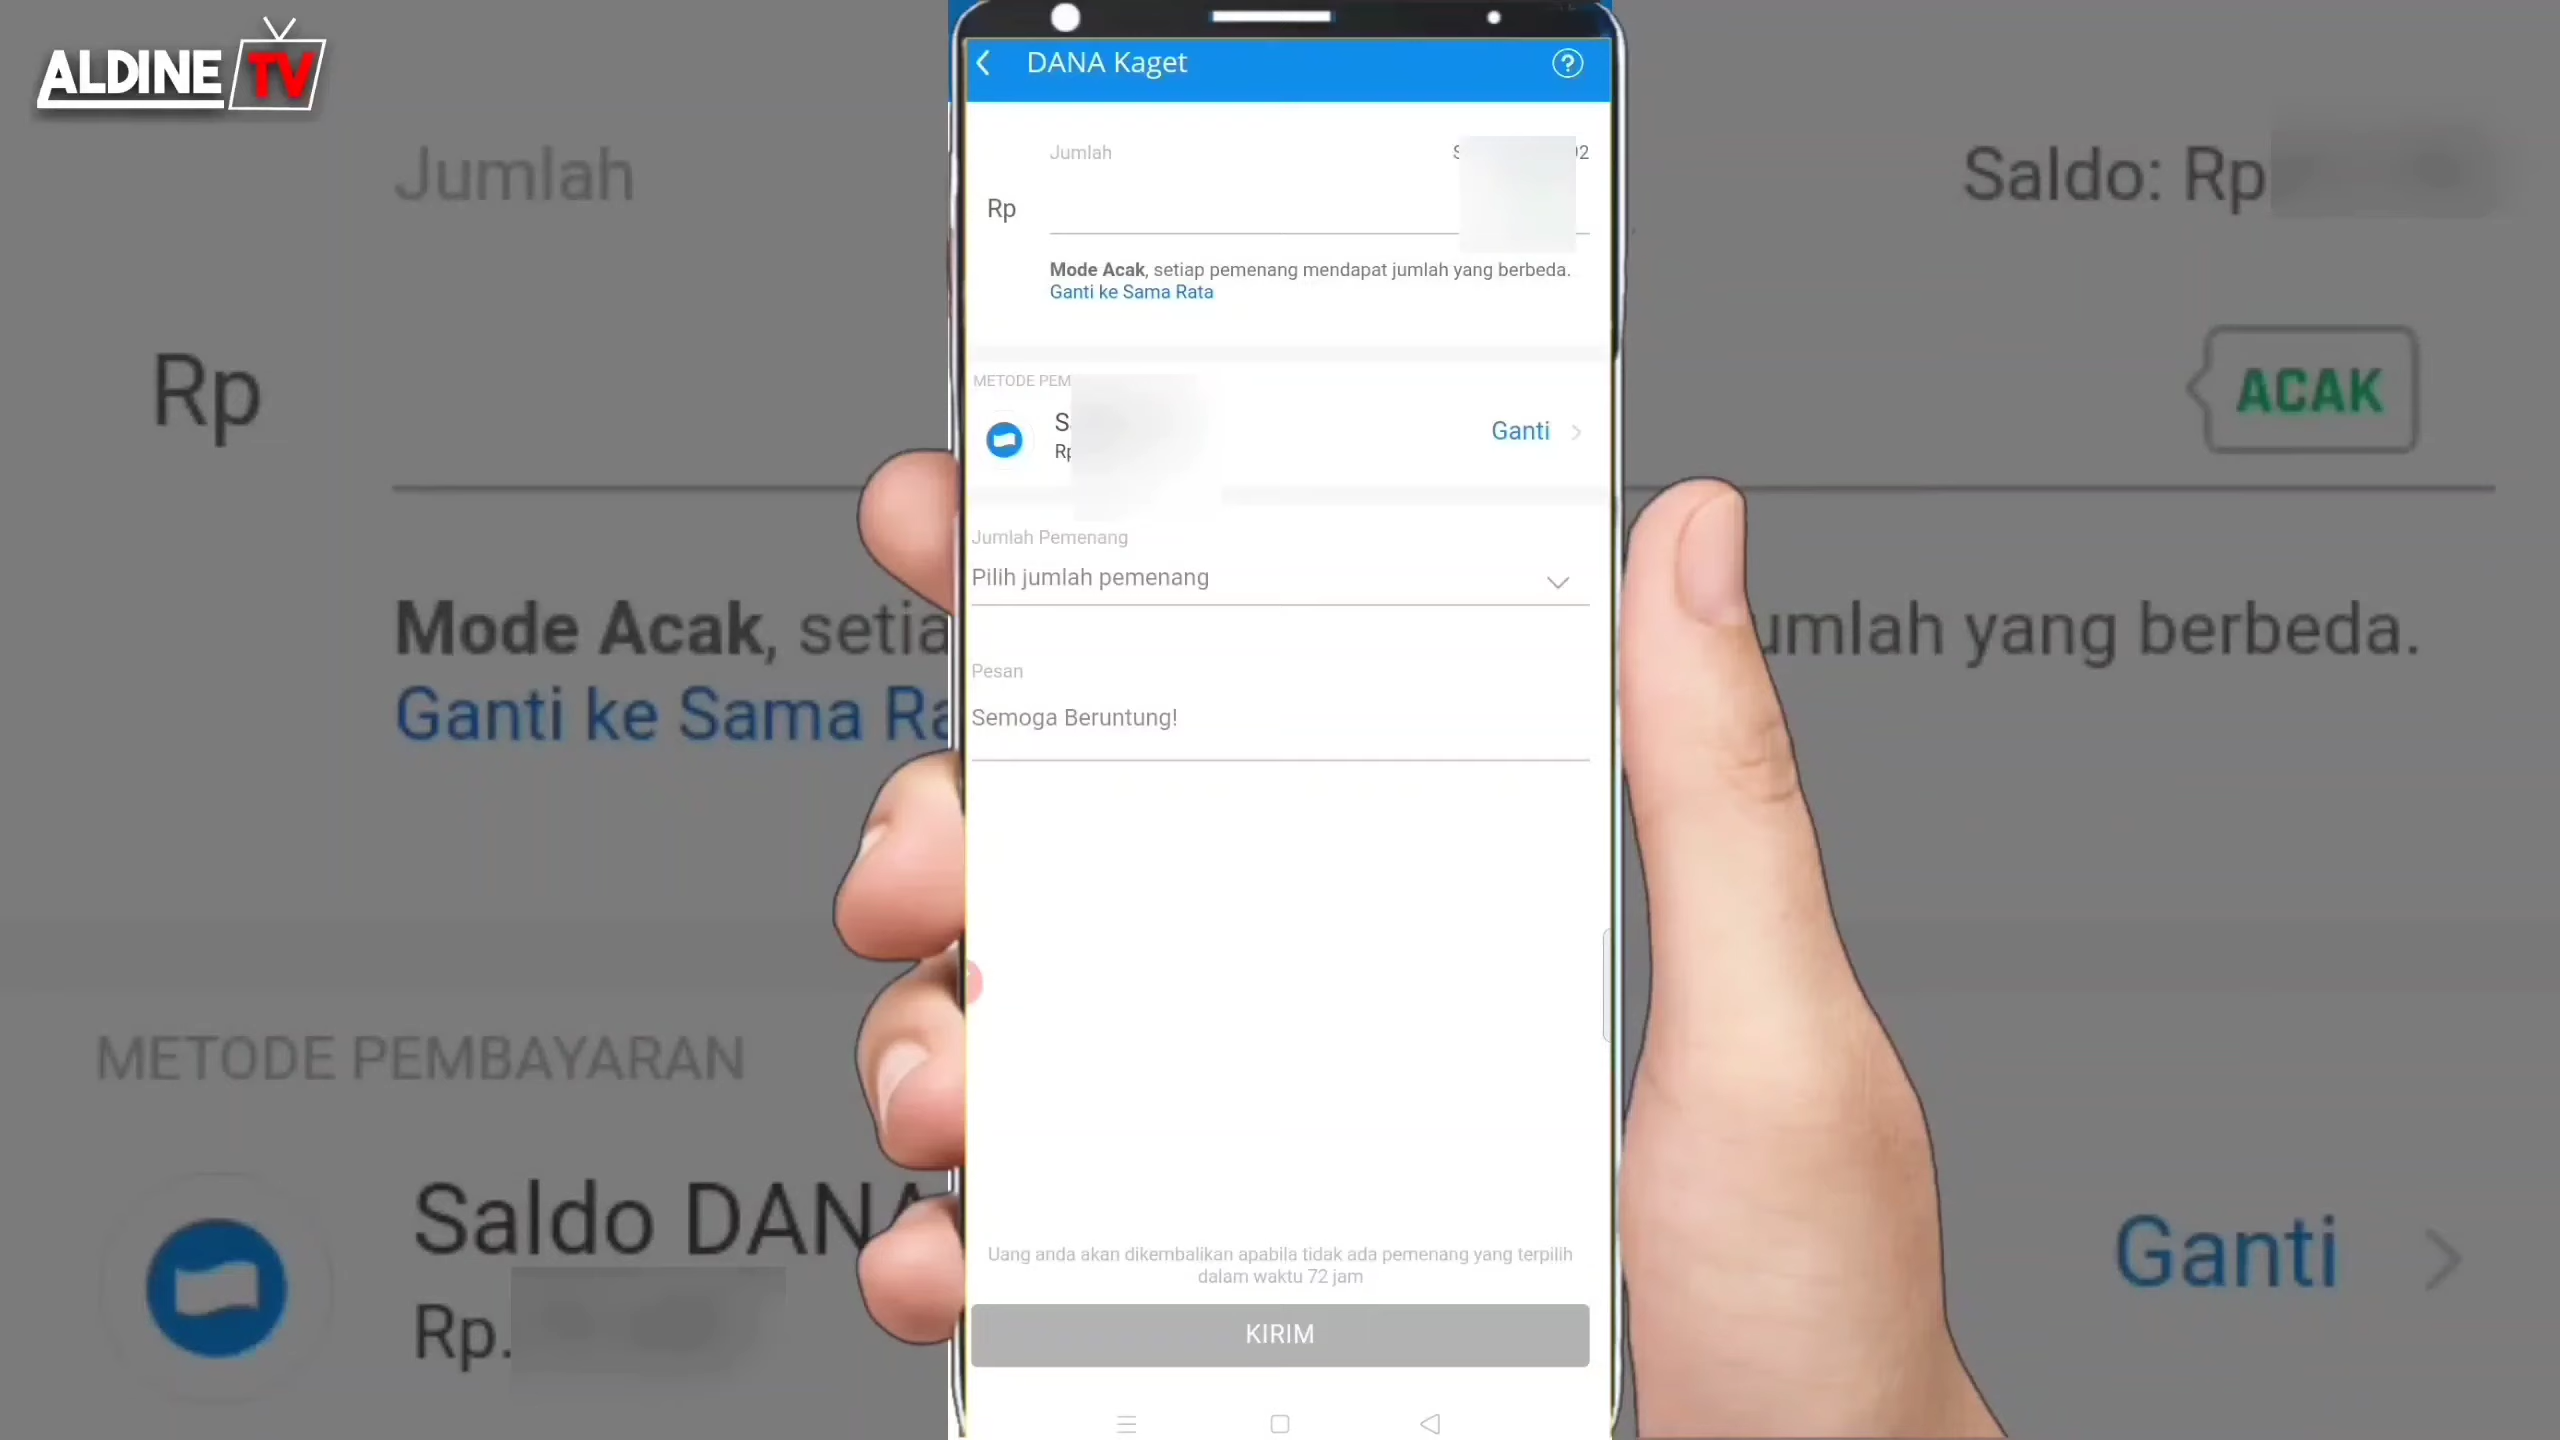 ALDINE TV
DANA Kaget
Jumlah
Rp
Mode Acak, setiap pemenang mendapat jumlah yang berbeda.
Ganti ke Sama Rata
METODE PEM
Rp
Ganti
Jumlah Pemenang
Pilih jumlah pemenang
Pesan
Semoga Beruntung!
Uang anda akan dikembalikan apabila tidak ada pemenang yang terpilih
dalam waktu 72 jam
KIRIM
Jumlah
Saldo: Rp
Rp
ACAK
Mode Acak, setia
umlah yang berbeda.
Ganti ke Sama Ra
METODE PEMBAYARAN
Saldo DANA
Rp.
Ganti